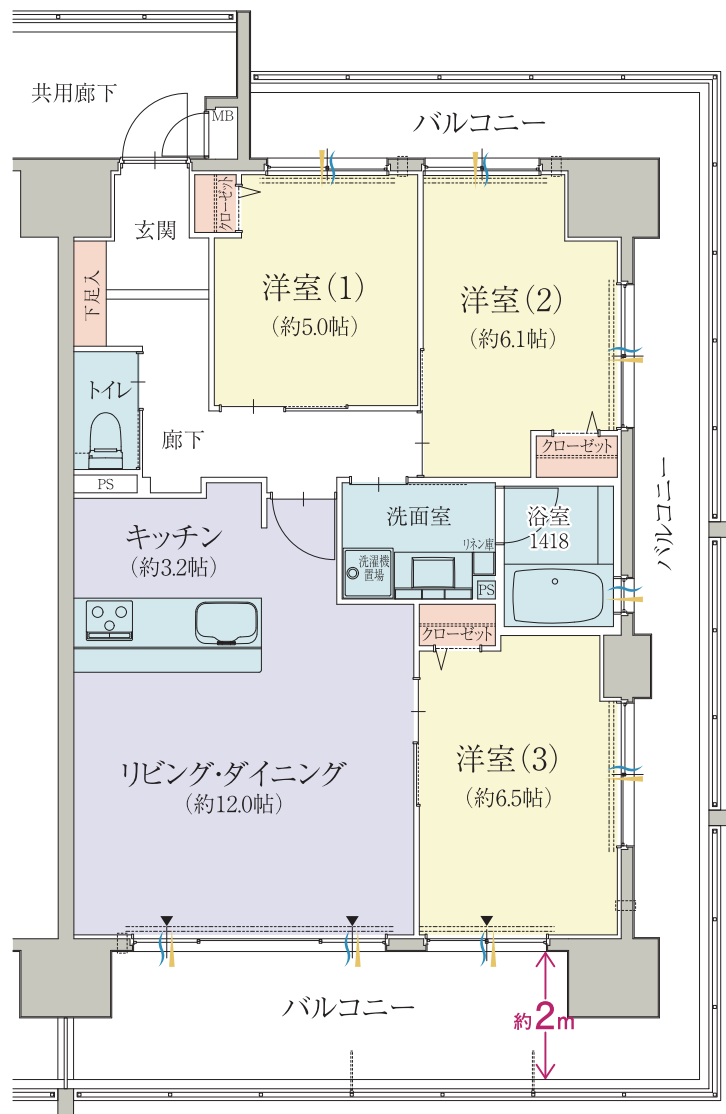 共用廊下
MB
バルコニー
玄関
クローゼット
下足入
洋室(1)
(約5.0帖)
洋室(2)
(約6.1帖)
トイレ
廊下
クローゼット
PS
キッチン
(約3.2帖)
洗面室
リネン庫
浴室
1418
洗濯機
置場
PS
バルコニー
クローゼット
リビング・ダイニング
(約12.0帖)
洋室(3)
(約6.5帖)
バルコニー
約2m